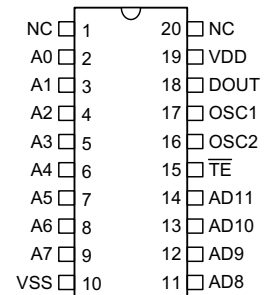 NC 1 20 NC
A0 2 19 VDD
A1 3 18 DOUT
A2 4 17 OSC1
A3 5 16 OSC2
A4 6 15 T̅E̅
A5 7 14 AD11
A6 8 13 AD10
A7 9 12 AD9
VSS 10 11 AD8